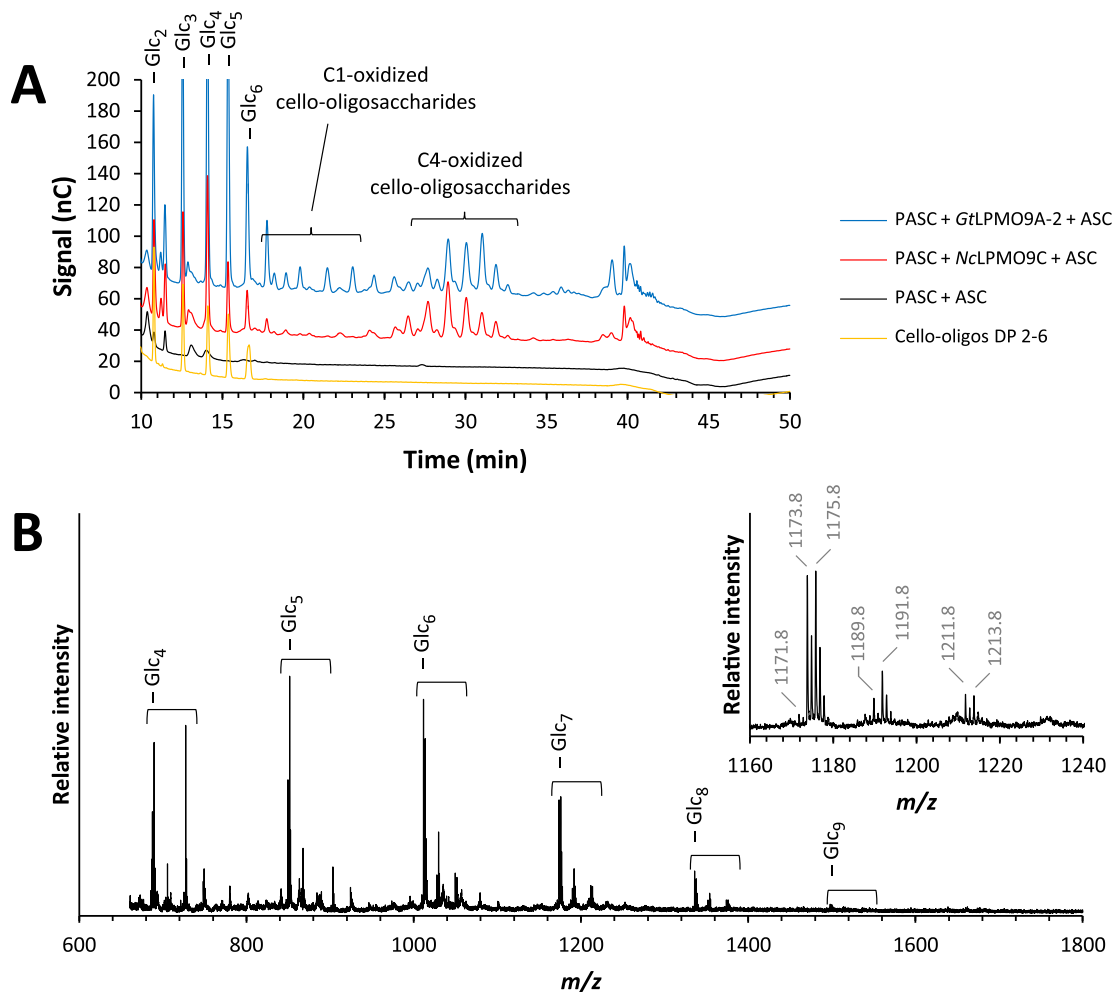 A
Glc2
Glc3
Glc4
Glc5
Glc6
C1-oxidized
cello-oligosaccharides
C4-oxidized
cello-oligosaccharides
200
180
160
140
120
100
80
60
40
20
0
Signal (nC)
10
15
20
25
30
35
40
45
50
Time (min)
PASC + GtLPMO9A-2 + ASC
PASC + NcLPMO9C + ASC
PASC + ASC
Cello-oligos DP 2-6
B
Relative intensity
Glc4
Glc5
Glc6
Glc7
Glc8
Glc9
600
800
1000
1200
1400
1600
1800
m/z
Relative intensity
1171.8
1173.8
1175.8
1189.8
1191.8
1211.8
1213.8
1160
1180
1200
1220
1240
m/z